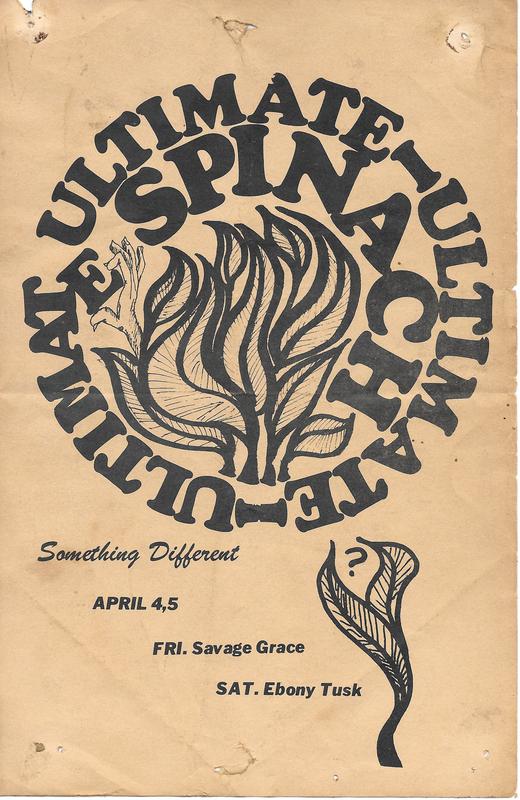 ULTIMATE-ULTIMATE-ULTIMATE
SPINACH
Something Different
?
APRIL 4,5
FRI. Savage Grace
SAT. Ebony Tusk